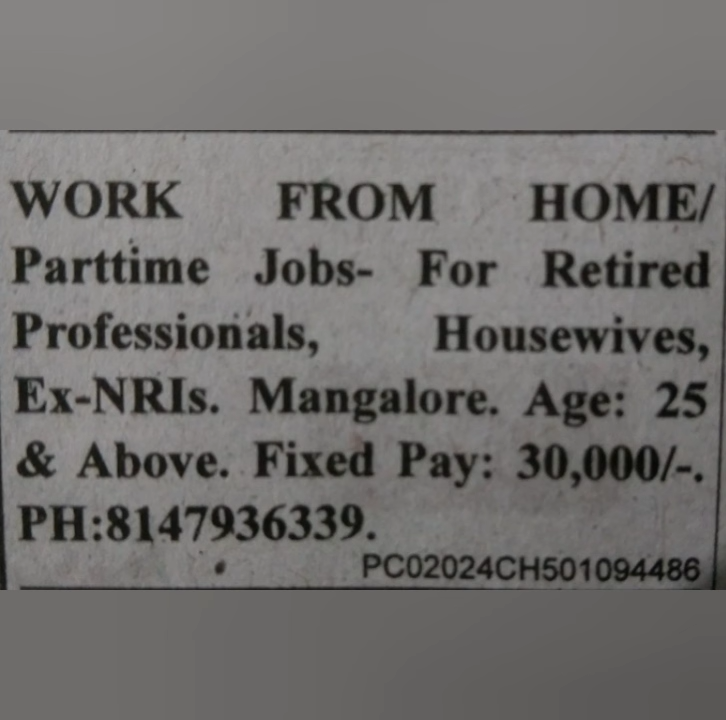 WORK FROM HOME/
Parttime Jobs- For Retired
Professionals, Housewives,
Ex-NRIs. Mangalore. Age: 25
& Above. Fixed Pay: 30,000/-.
PH:8147936339.
PC02024CH501094486